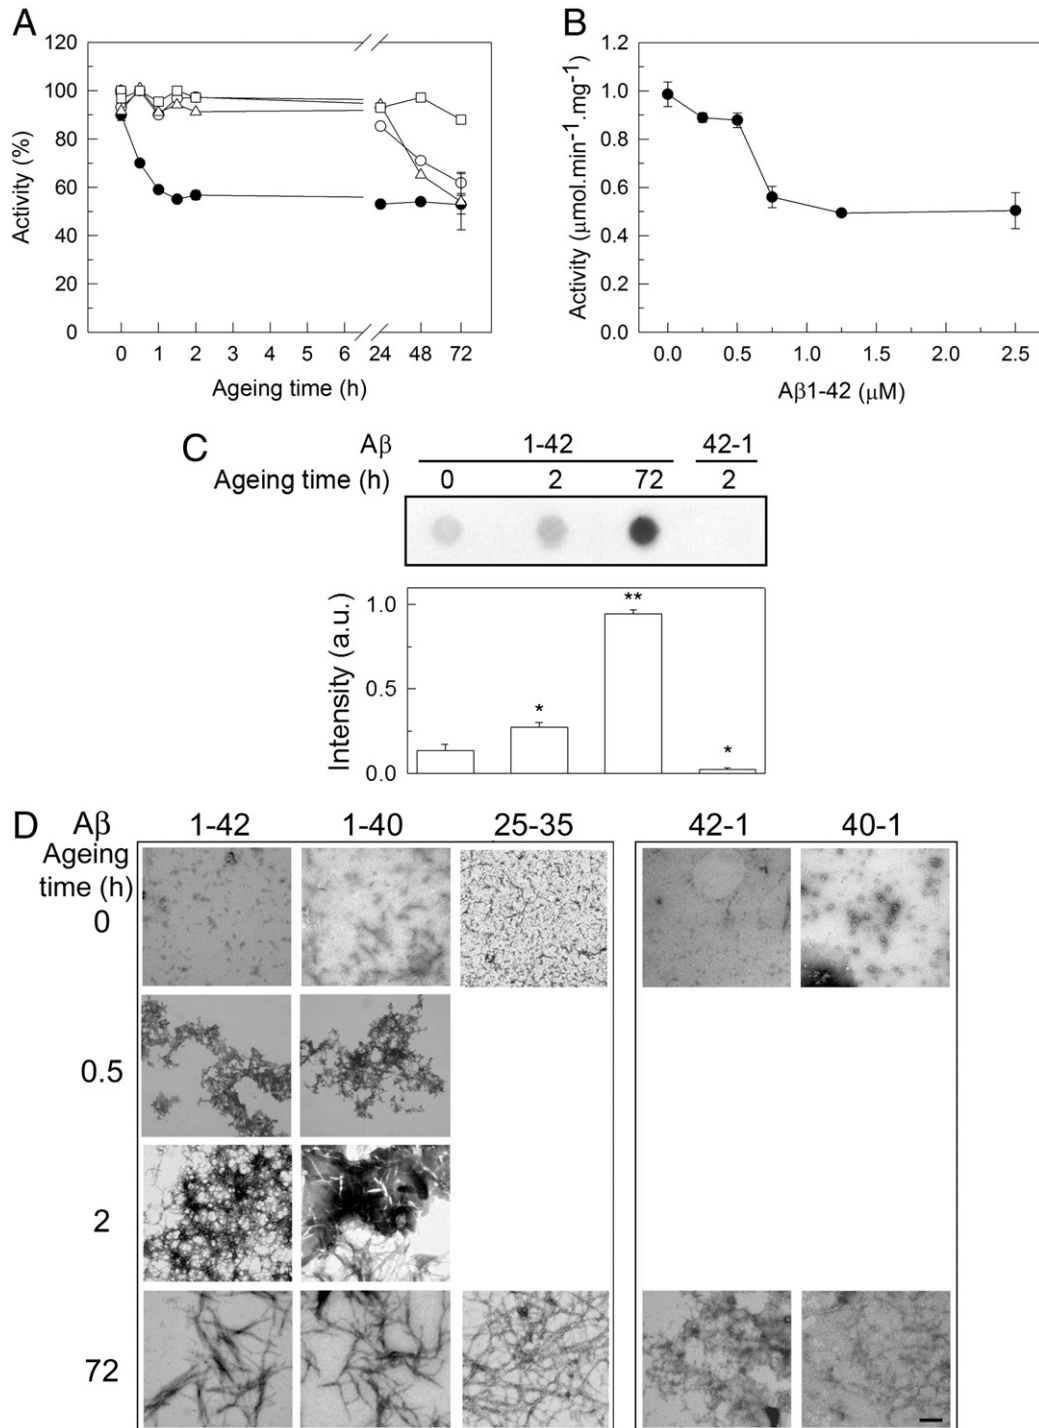 A
120
100
80
60
40
20
0
Activity (%)
0 1 2 3 4 5 6 24 48 72
Ageing time (h)
B
1.2
1.0
0.8
0.6
0.4
0.2
0.0
Activity (μmol.min⁻¹.mg⁻¹)
0.0 0.5 1.0 1.5 2.0 2.5
Aβ1-42 (μM)
C
Aβ 1-42 42-1
Ageing time (h) 0 2 72 2
1.0
0.5
0.0
Intensity (a.u.)
* ** *
D
Aβ 1-42 1-40 25-35 42-1 40-1
Ageing
time (h)
0
0.5
2
72